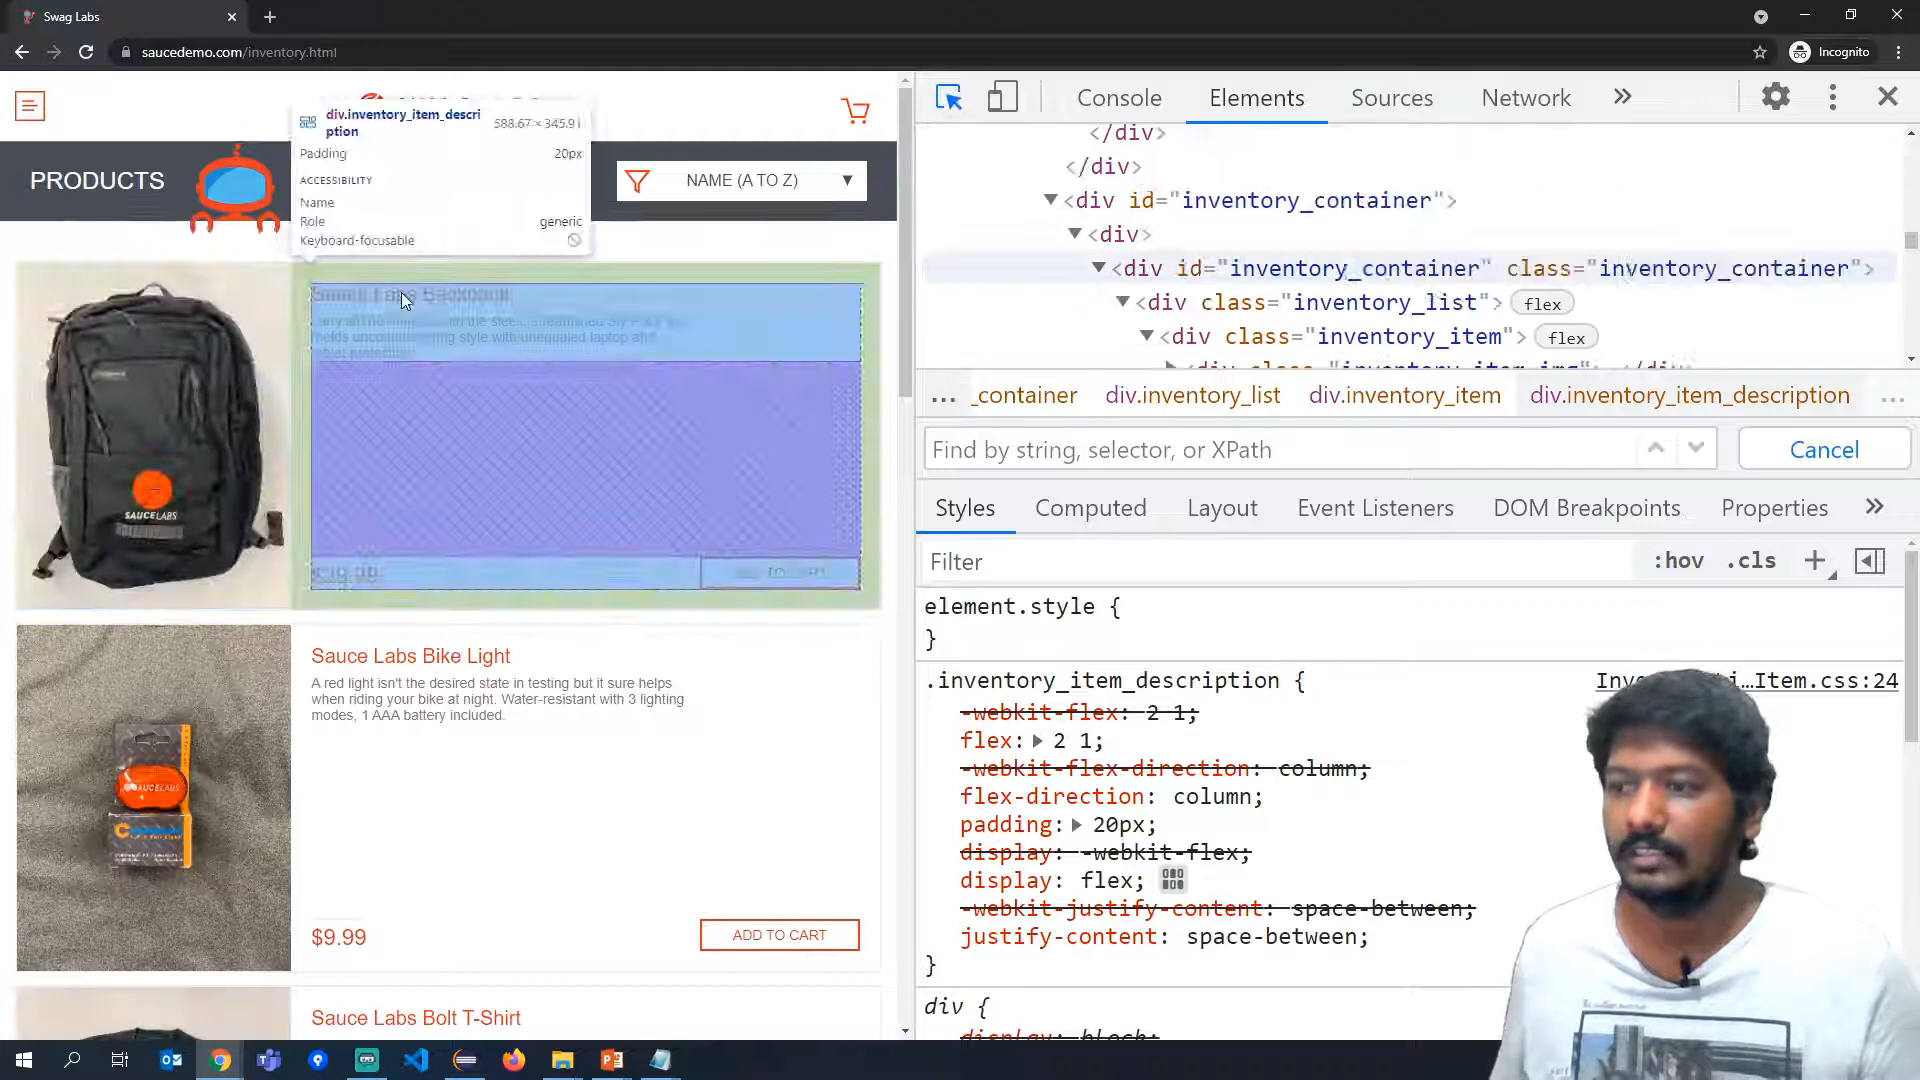 Swag Labs
saucedemo.com/inventory.html
Incognito
div.inventory_item_descri
ption
588.67 × 345.91
Padding
20px
ACCESSIBILITY
Name
Role
generic
Keyboard-focusable
PRODUCTS
NAME (A TO Z)
SAUCELABS
Sauce Labs Bike Light
A red light isn't the desired state in testing but it sure helps
when riding your bike at night. Water-resistant with 3 lighting
modes, 1 AAA battery included.
$9.99
ADD TO CART
Sauce Labs Bolt T-Shirt
Console
Elements
Sources
Network
</div>
</div>
<div id="inventory_container">
<div>
<div id="inventory_container" class="inventory_container">
<div class="inventory_list"> flex
<div class="inventory_item"> flex
... _container div.inventory_list div.inventory_item div.inventory_item_description ...
Find by string, selector, or XPath
Cancel
Styles
Computed
Layout
Event Listeners
DOM Breakpoints
Properties
Filter
:hov .cls
element.style {
}
.inventory_item_description {
…Item.css:24
-webkit-flex: 2 1;
flex: 2 1;
-webkit-flex-direction: column;
flex-direction: column;
padding: 20px;
display: -webkit-flex;
display: flex;
-webkit-justify-content: space-between;
justify-content: space-between;
}
div {
display: block;